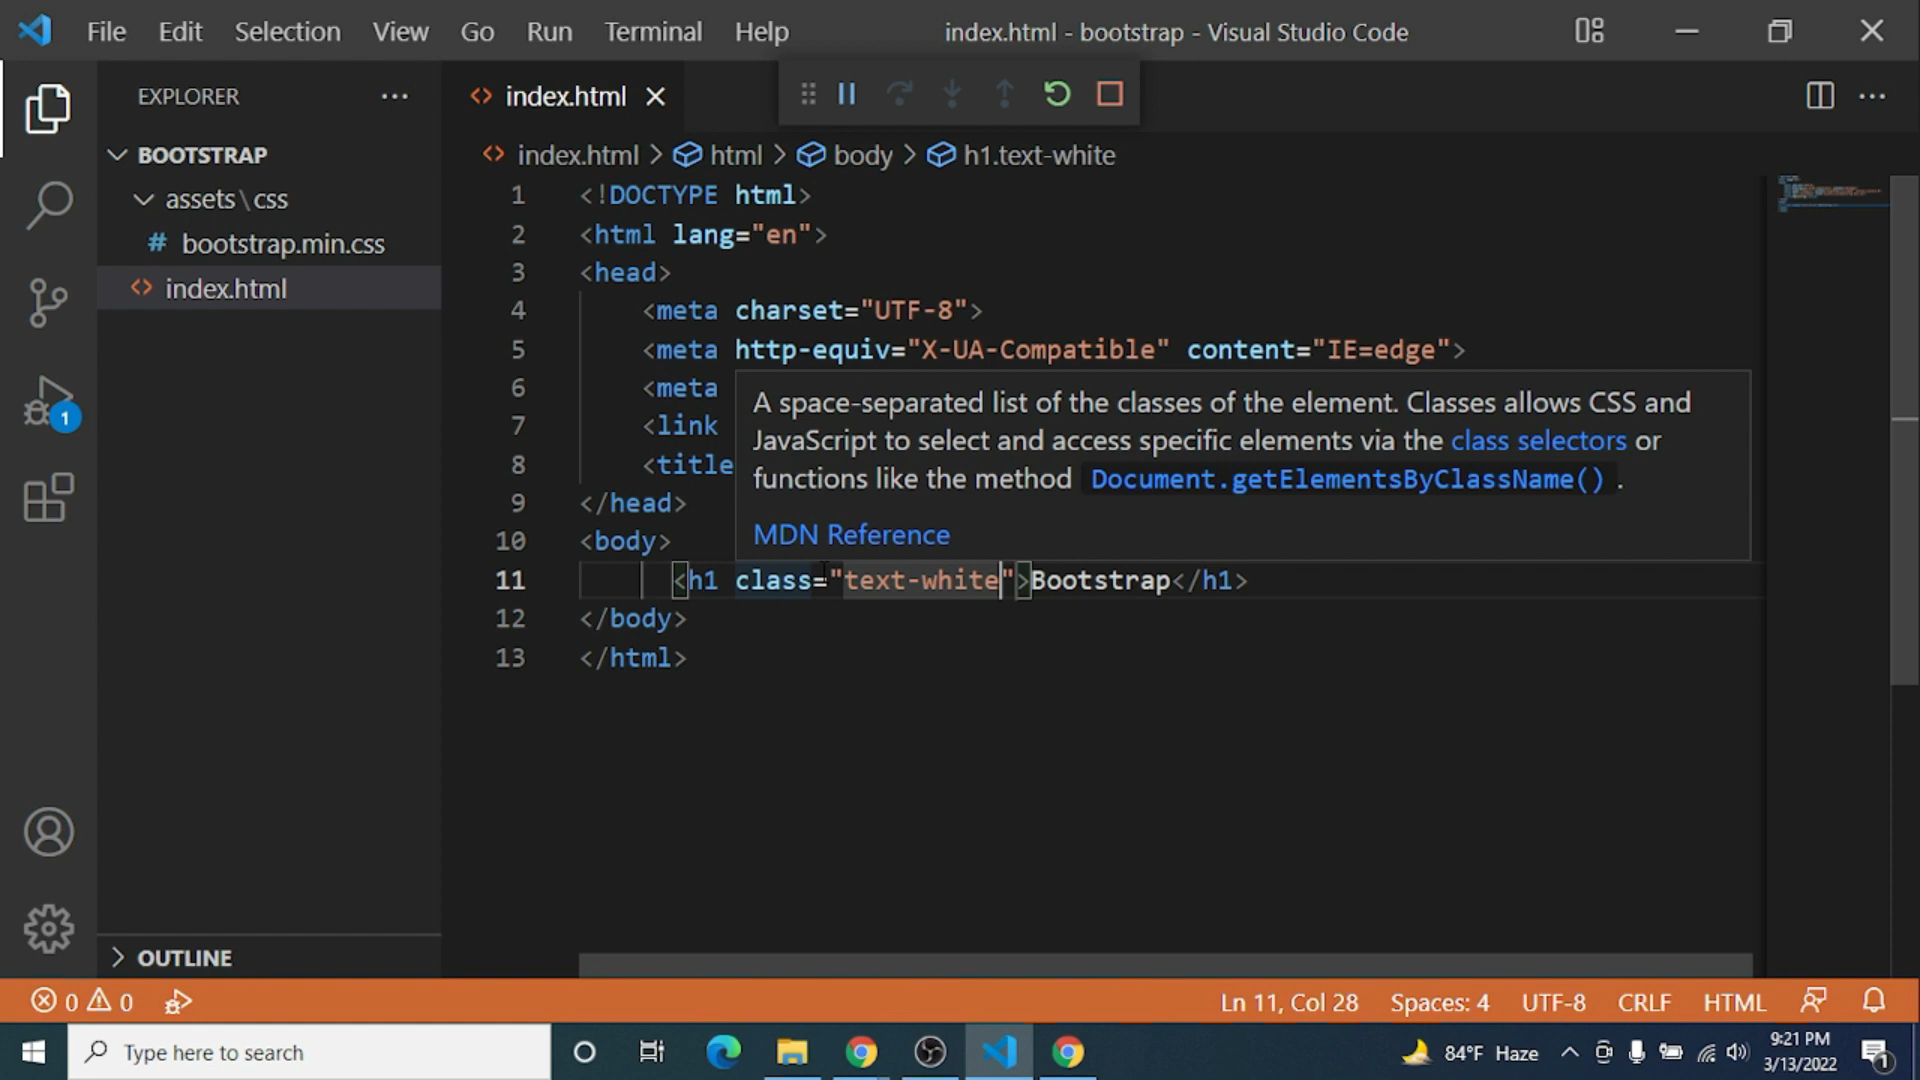 File Edit Selection View Go Run Terminal Help index.html - bootstrap - Visual Studio Code
EXPLORER
index.html
BOOTSTRAP
assets\css
# bootstrap.min.css
index.html
index.html > html > body > h1.text-white
1 <!DOCTYPE html>
2 <html lang="en">
3 <head>
4 <meta charset="UTF-8">
5 <meta http-equiv="X-UA-Compatible" content="IE=edge">
6 <meta
7 <link
8 <title
9 </head>
10 <body>
11 <h1 class="text-white">Bootstrap</h1>
12 </body>
13 </html>
A space-separated list of the classes of the element. Classes allows CSS and
JavaScript to select and access specific elements via the class selectors or
functions like the method Document.getElementsByClassName() .
MDN Reference
1
OUTLINE
0 0
Ln 11, Col 28 Spaces: 4 UTF-8 CRLF HTML
Type here to search
84°F Haze
9:21 PM
3/13/2022
1